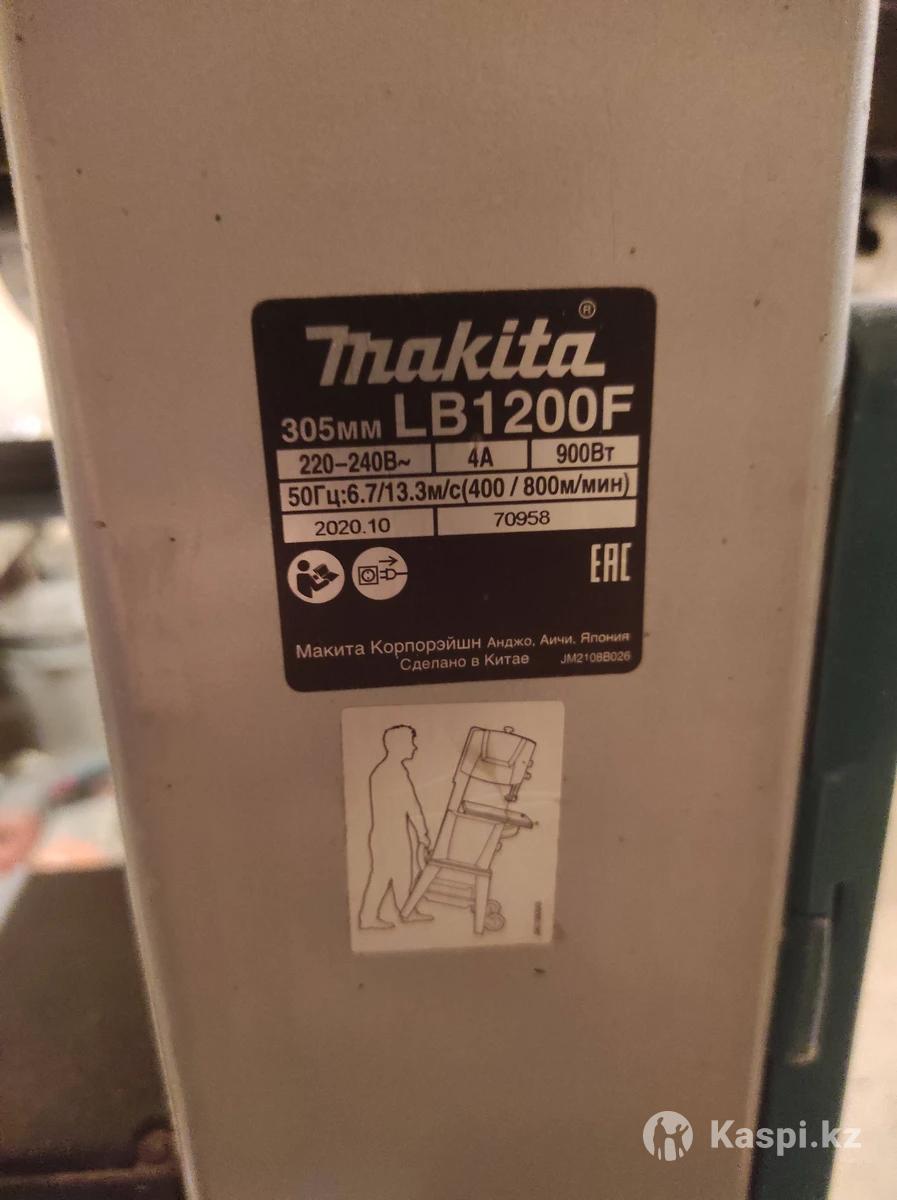 makita®
305мм LB1200F
220–240В~ 4A 900Вт
50Гц:6.7/13.3м/с(400 / 800м/мин)
2020.10 70958
EAC
Макита Корпорэйшн Анджо, Аичи, Япония
Сделано в Китае JM2108B026
Kaspi.kz